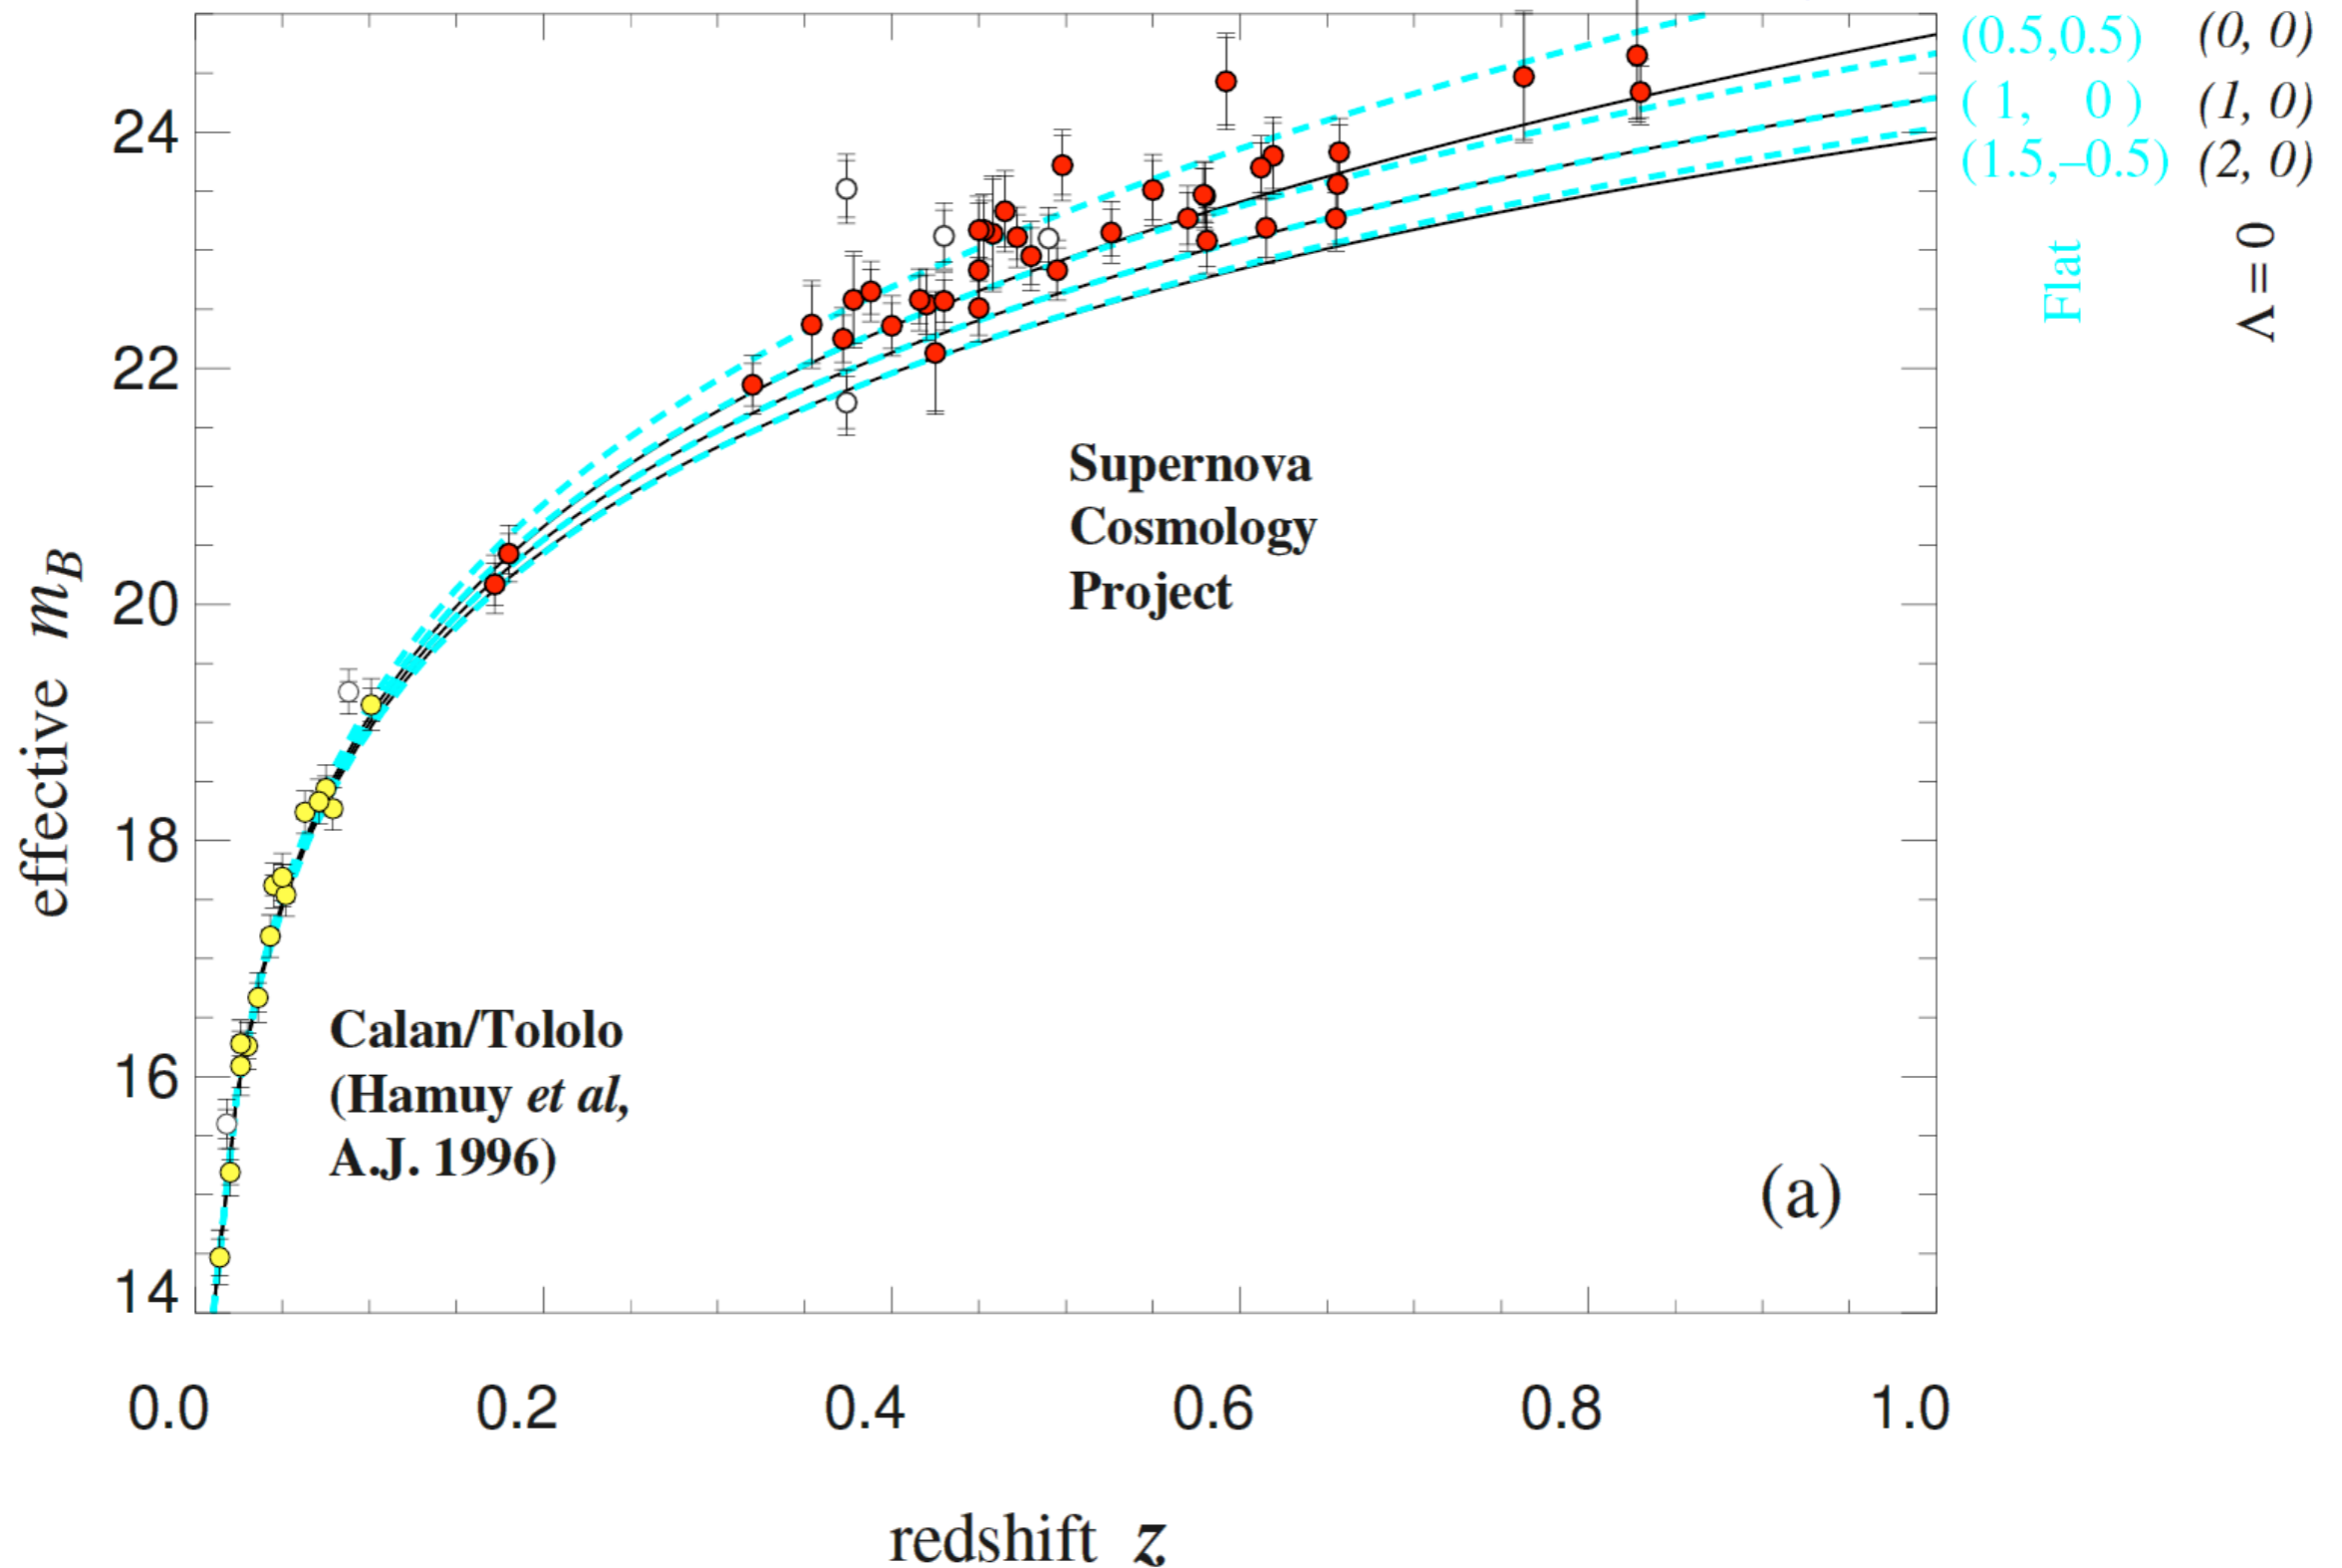 24
22
20
18
16
14
effective m_B
(0.5,0.5) (0, 0)
( 1, 0 ) (1, 0)
(1.5,–0.5) (2, 0)
Flat
Λ = 0
Supernova
Cosmology
Project
Calan/Tololo
(Hamuy et al,
A.J. 1996)
(a)
0.0 0.2 0.4 0.6 0.8 1.0
redshift z